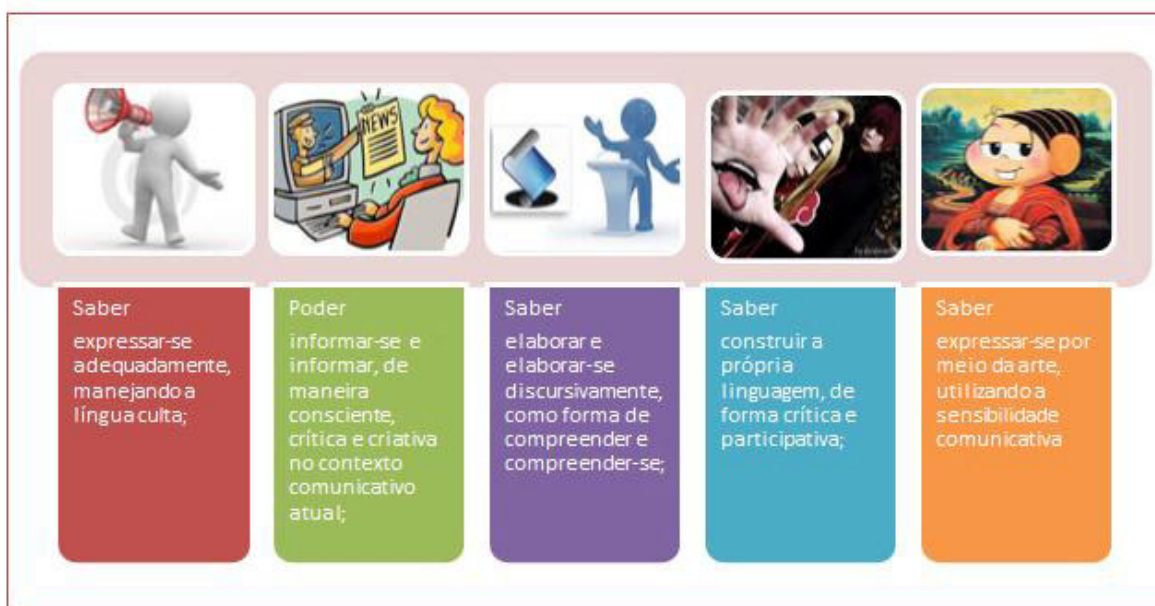 NEWS
Saber
expressar-se
adequadamente,
manejando a
língua culta;
Poder
informar-se e
informar, de
maneira
consciente,
crítica e criativa
no contexto
comunicativo
atual;
Saber
elaborar e
elaborar-se
discursivamente,
como forma de
compreender e
compreender-se;
Saber
construir a
própria
linguagem, de
forma crítica e
participativa;
Saber
expressar-se por
meio da arte,
utilizando a
sensibilidade
comunicativa